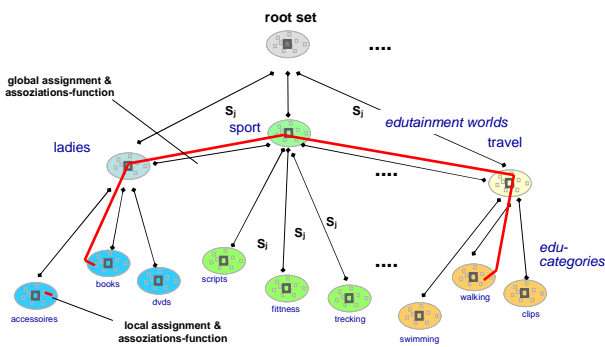 root set
....
global assignment &
assoziations-function
Sj
Sj
edutainment worlds
sport
ladies
travel
....
Sj
Sj
Sj
edu-
categories
....
books
scripts
dvds
walking
accessoires
fittness
trecking
clips
swimming
local assignment &
assoziations-function